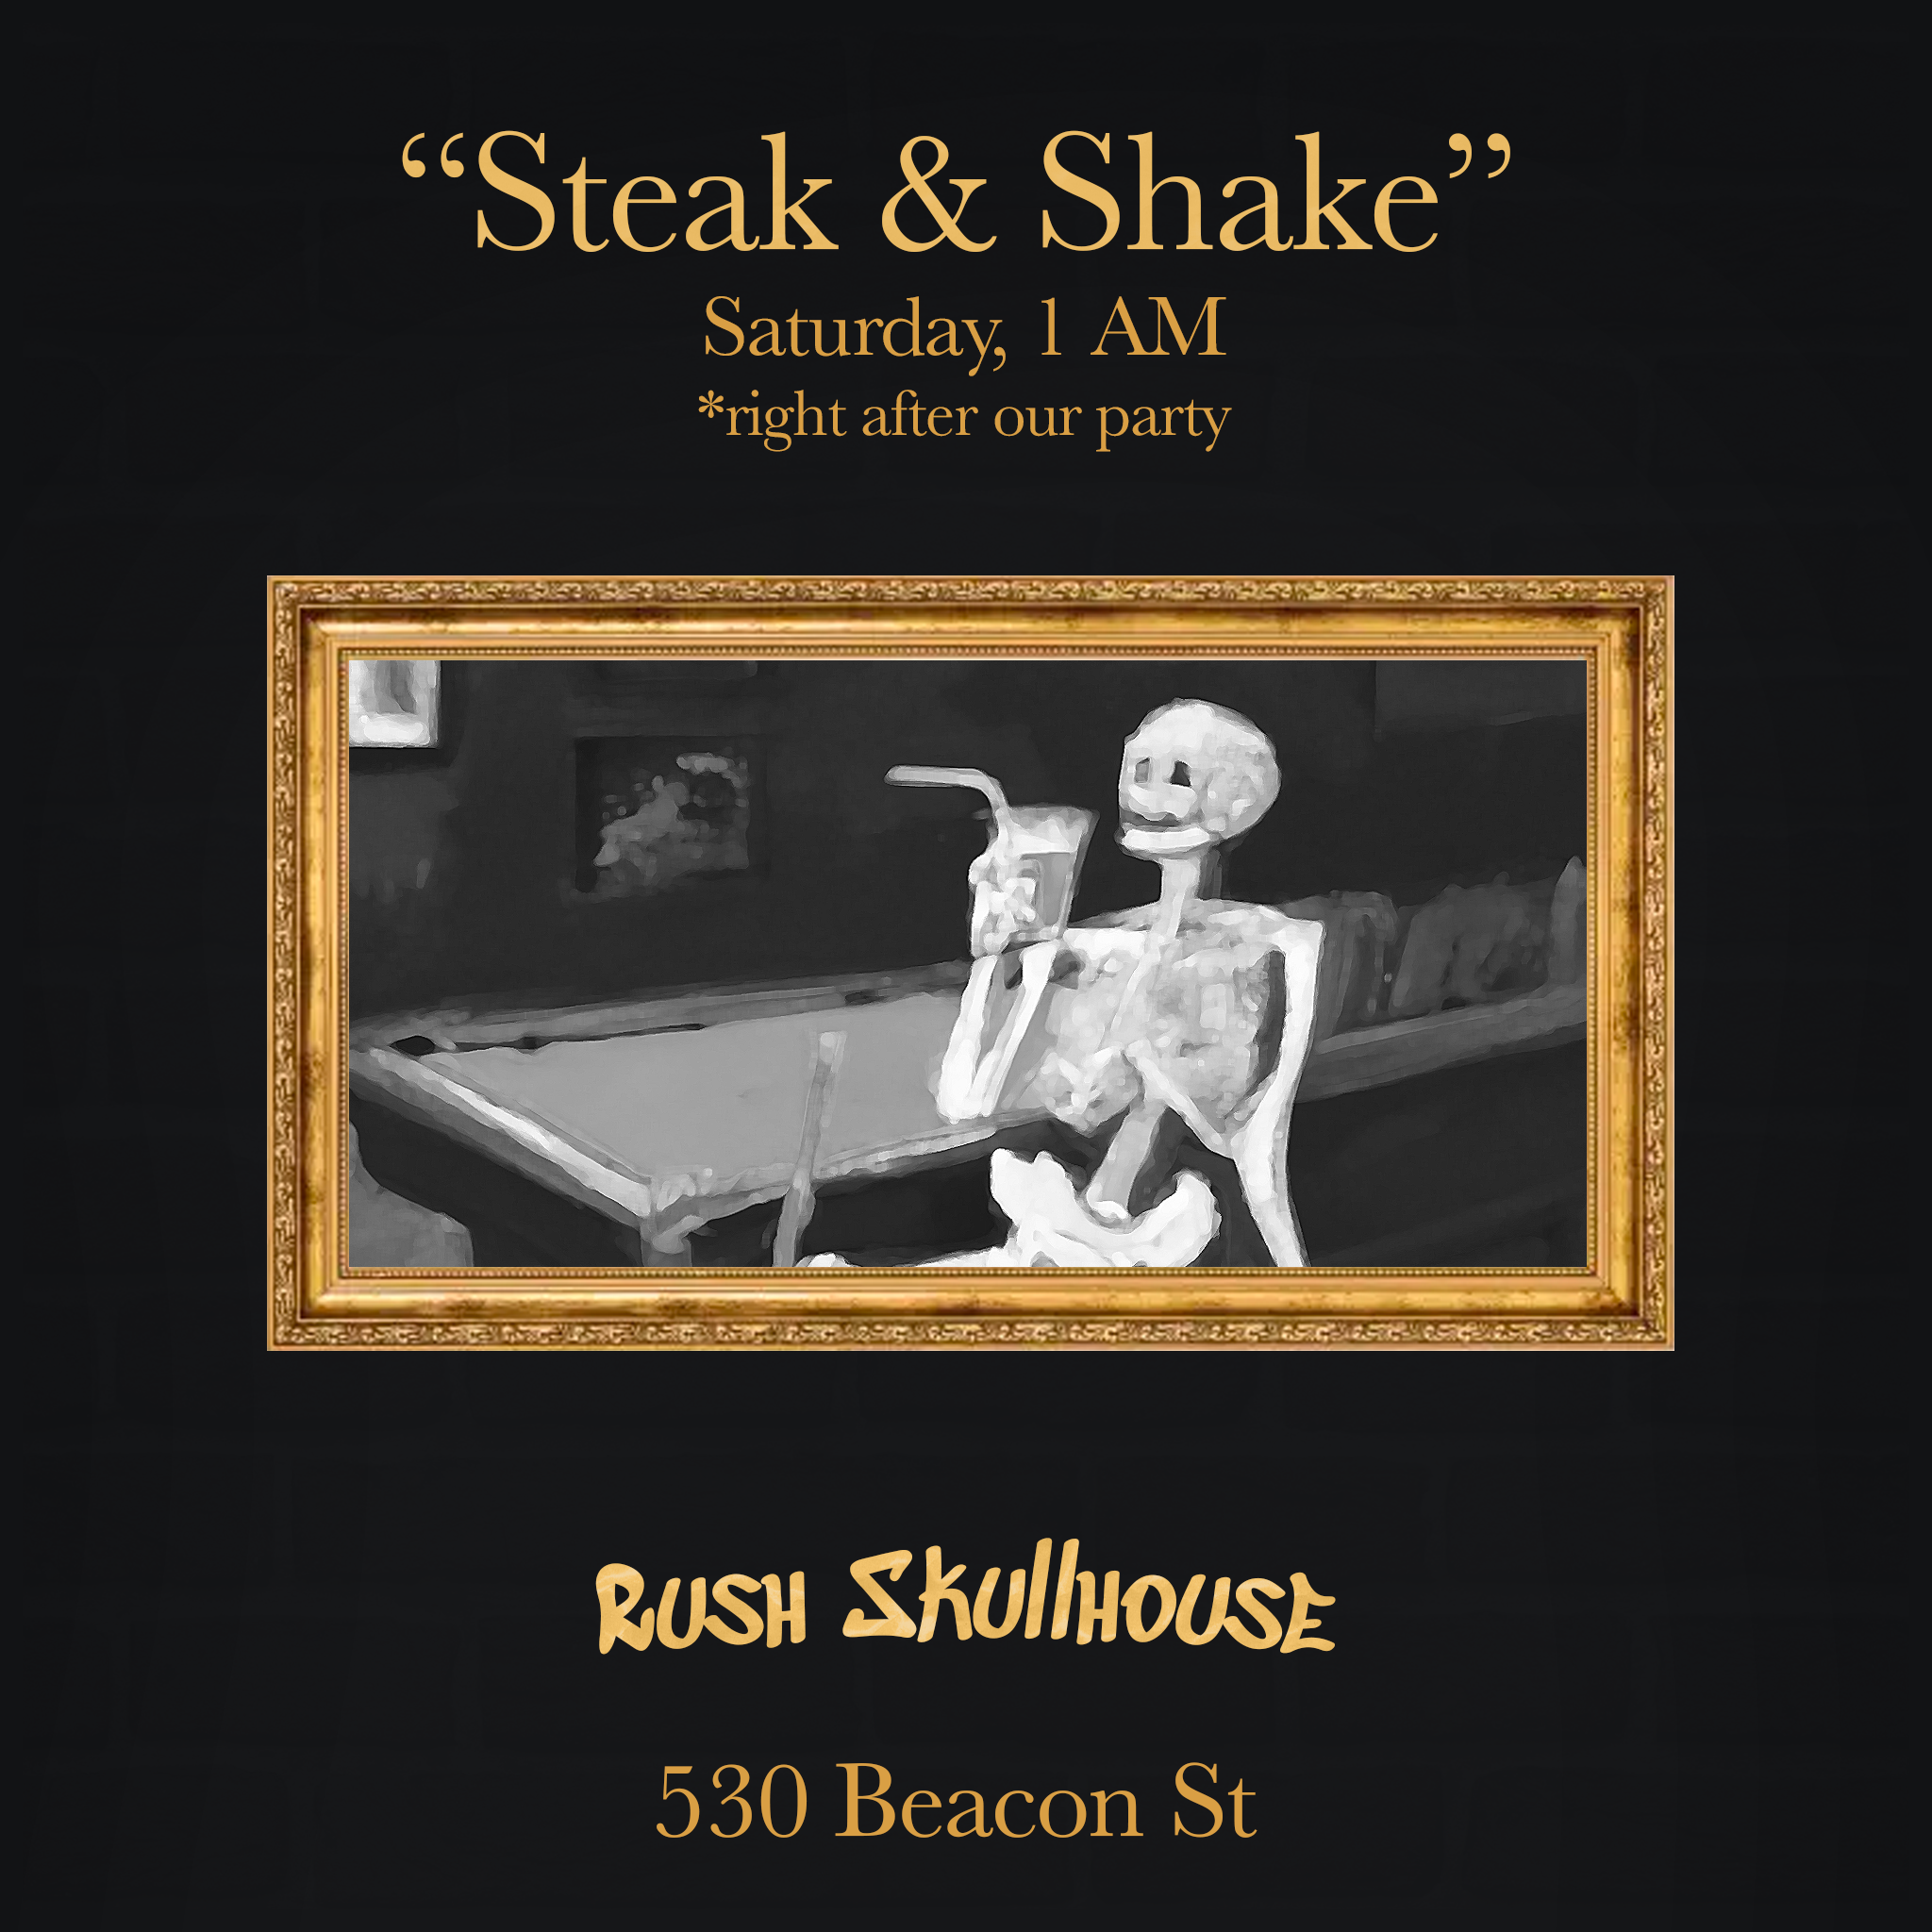 “Steak & Shake”
Saturday, 1 AM
*right after our party
RUSH SkullHOUSE
530 Beacon St